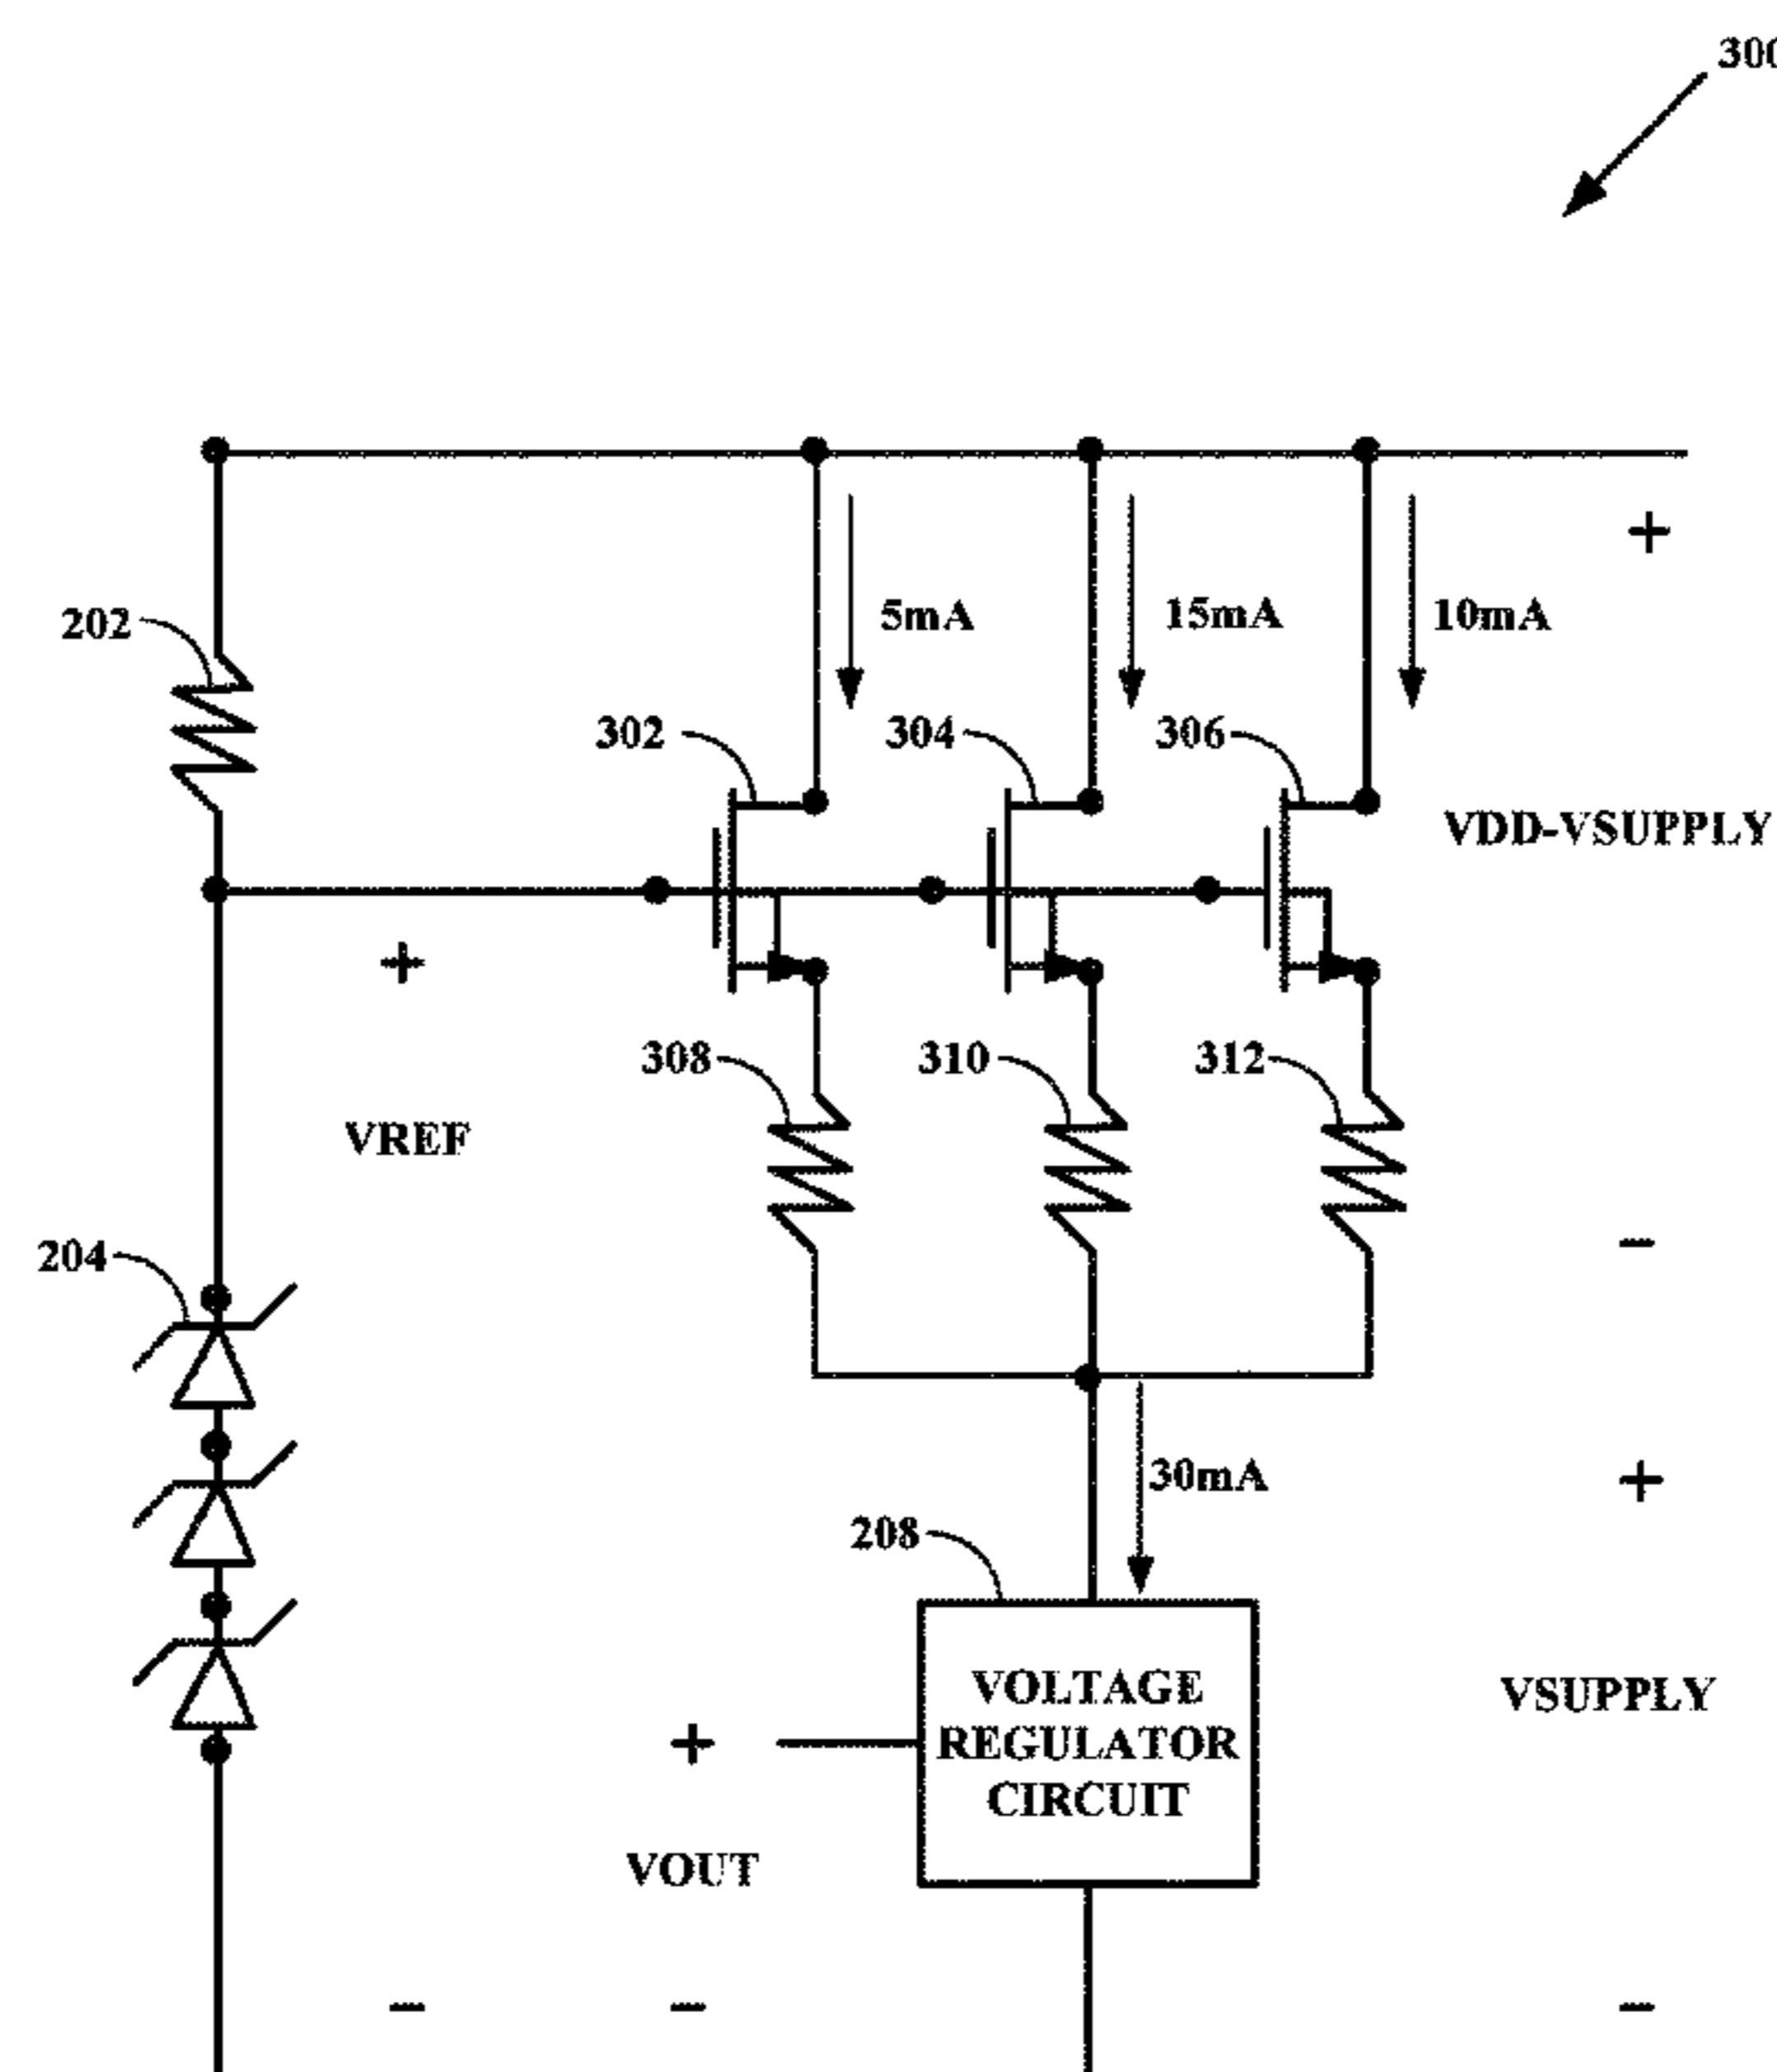 300
+
5mA 15mA 10mA
202
302 304 306
VDD-VSUPPLY
+
308 310 312
VREF
204
-
30mA
+
208
VOLTAGE
REGULATOR
CIRCUIT
VSUPPLY
+
VOUT
- - -